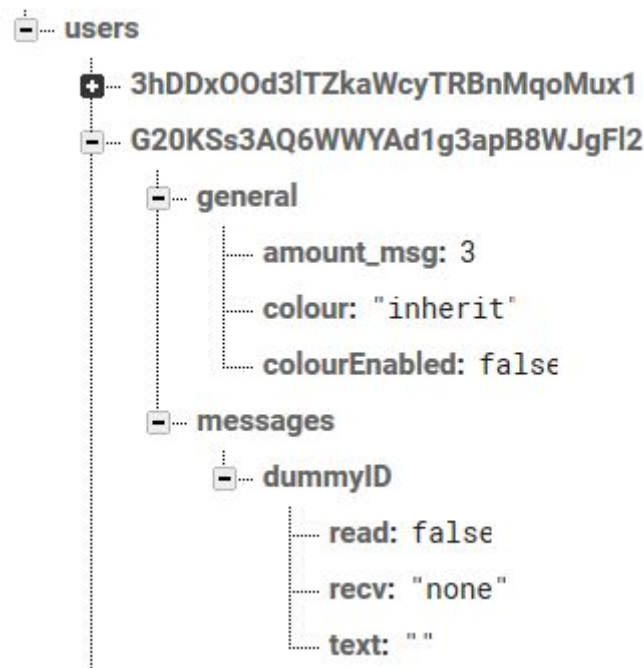 users
3hDDxOOd3lTZkaWcyTRBnMqoMux1
G20KSs3AQ6WWYAd1g3apB8WJgFl2
general
amount_msg: 3
colour: "inherit"
colourEnabled: false
messages
dummyID
read: false
recv: "none"
text: ""